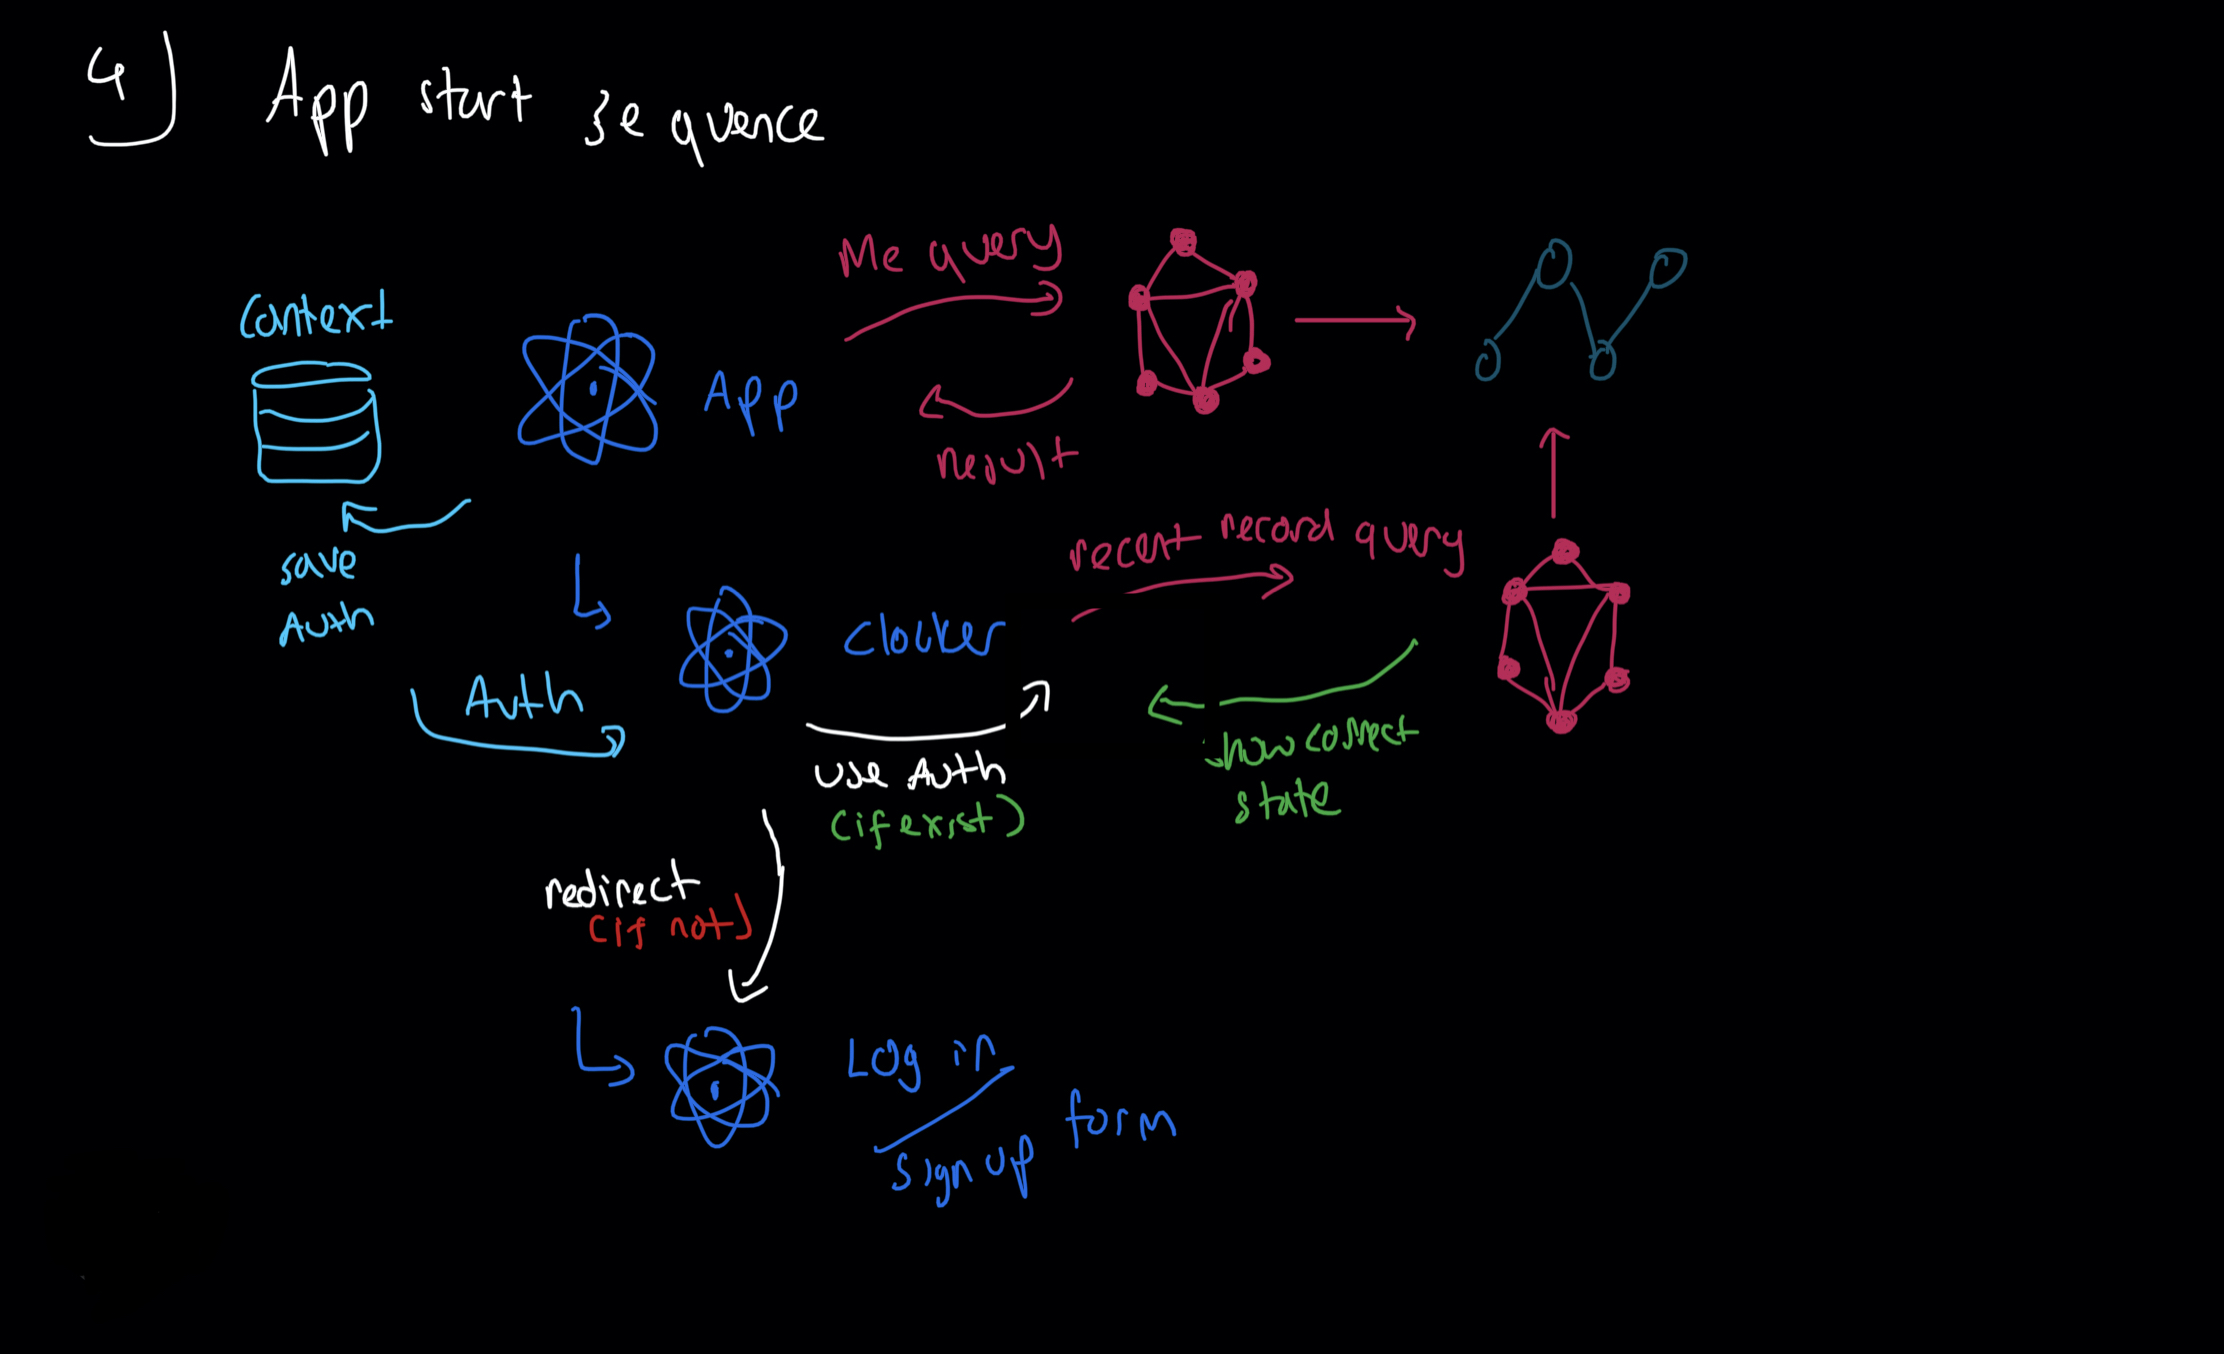 4) App start sequence
Me query
Context
App
result
recent record query
save
Auth
Clocker
Auth
show correct
state
use Auth
(if exist)
redirect
(if not)
Log in
form
sign up